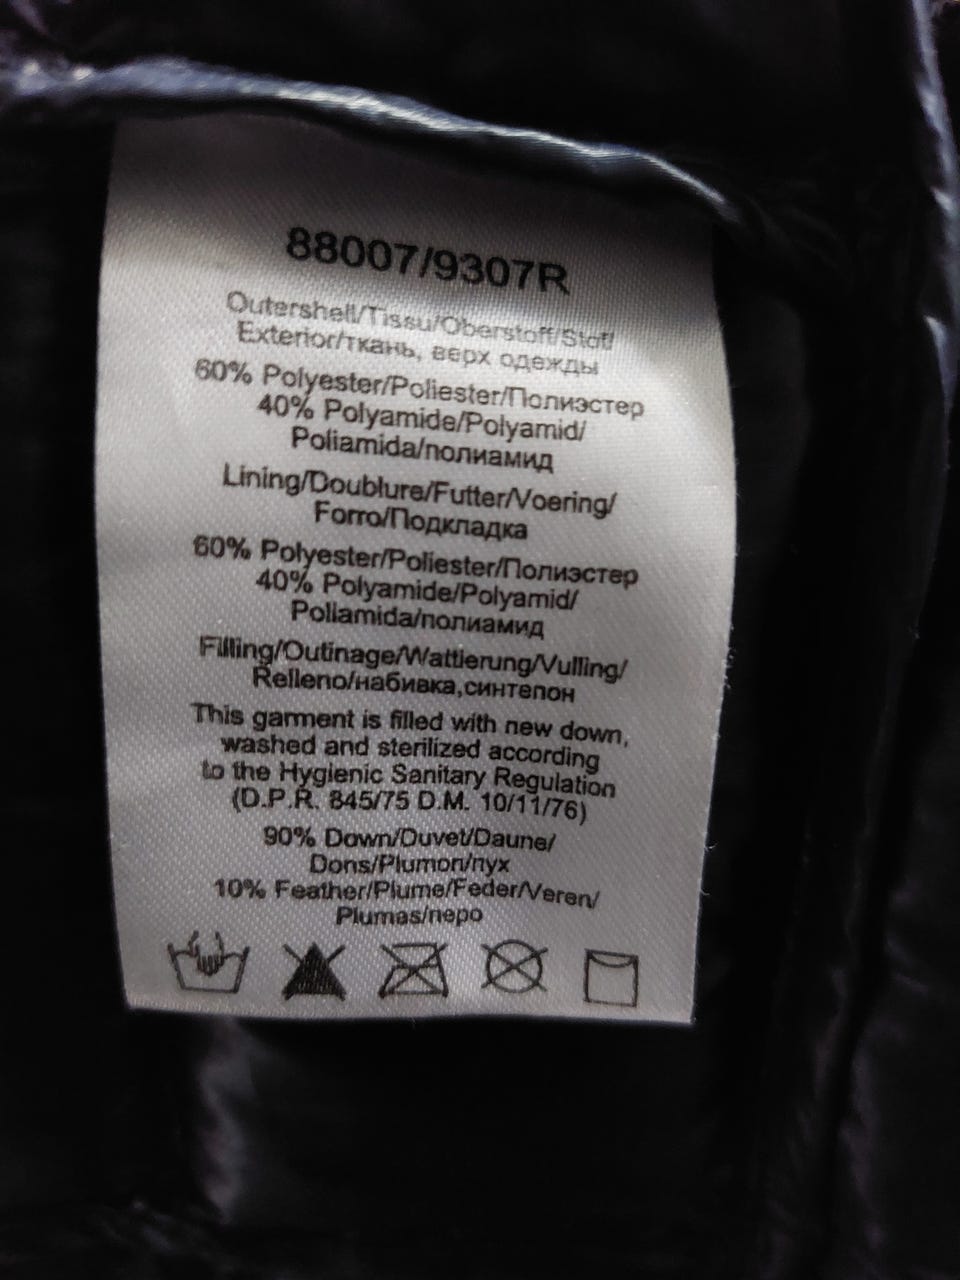 88007/9307R
Outershell/Tissu/Oberstoff/Stof/
Exterior/ткань, верх одежды
60% Polyester/Poliester/Полиэстер
40% Polyamide/Polyamid/
Poliamida/полиамид
Lining/Doublure/Futter/Voering/
Forro/Подкладка
60% Polyester/Poliester/Полиэстер
40% Polyamide/Polyamid/
Poliamida/полиамид
Filling/Outinage/Wattierung/Vulling/
Relleno/набивка,синтепон
This garment is filled with new down,
washed and sterilized according
to the Hygienic Sanitary Regulation
(D.P.R. 845/75 D.M. 10/11/76)
90% Down/Duvet/Daune/
Dons/Plumon/пух
10% Feather/Plume/Feder/Veren/
Plumas/перо